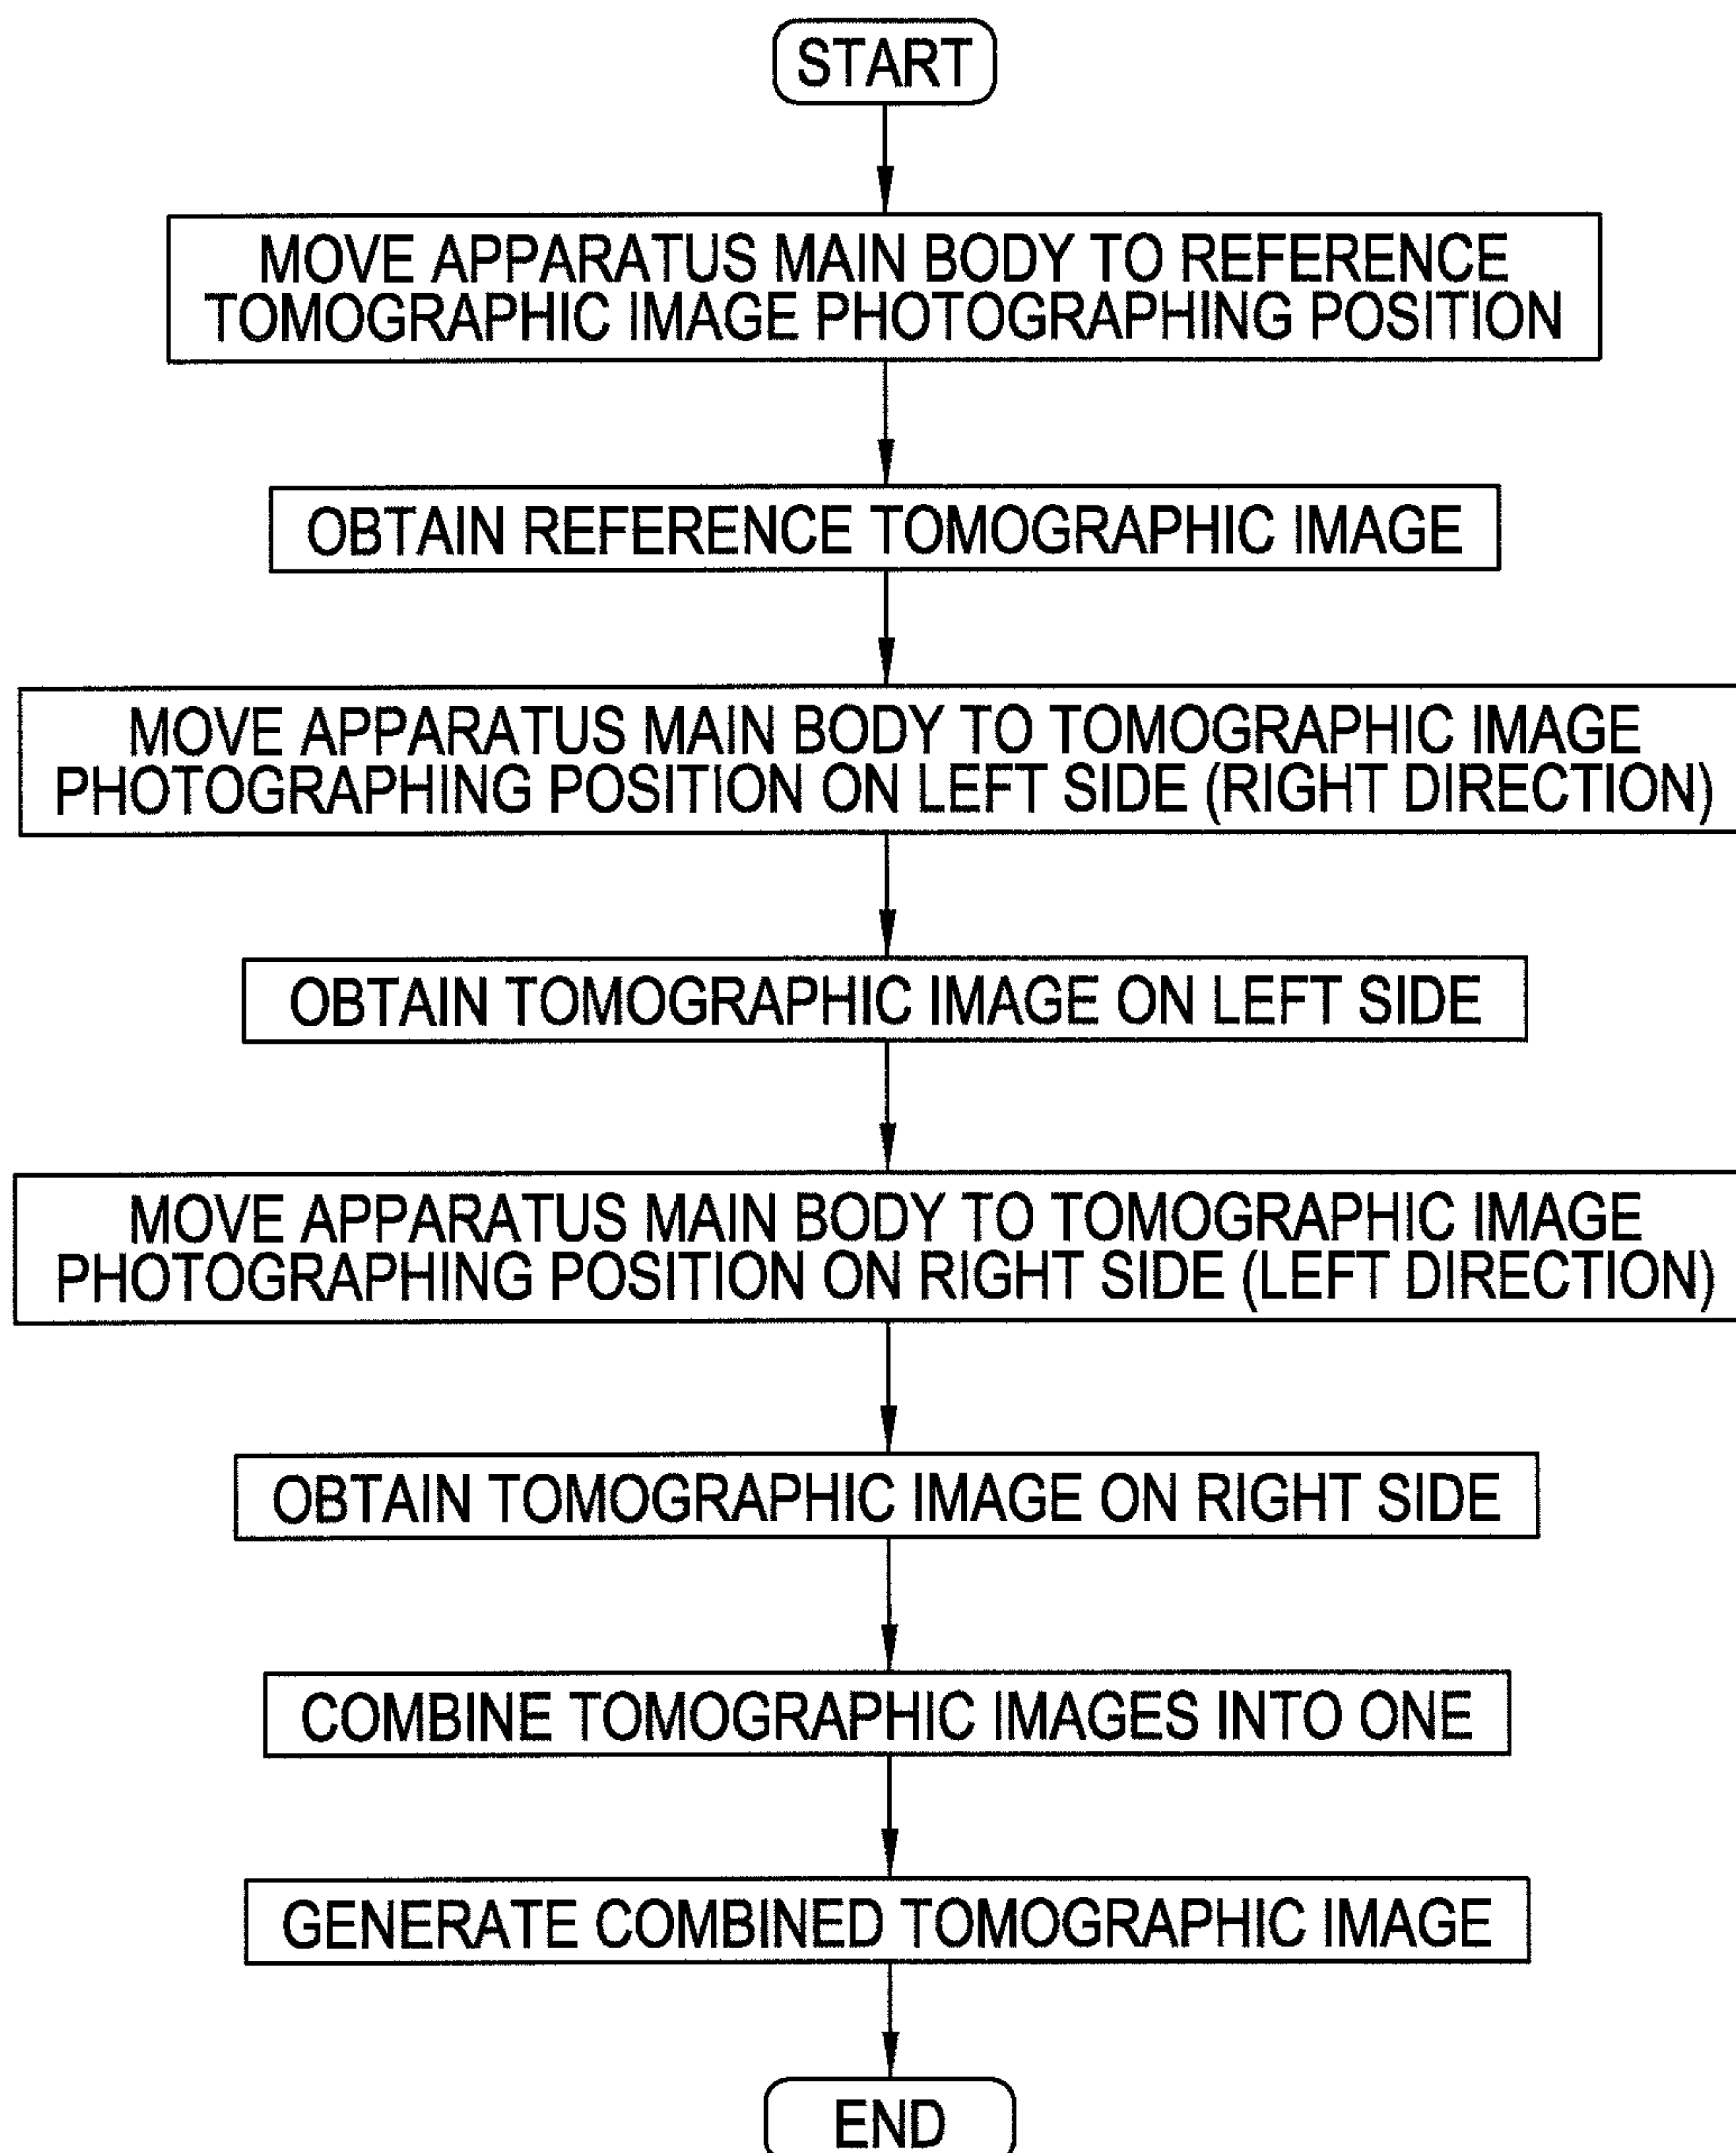 START
MOVE APPARATUS MAIN BODY TO REFERENCE
TOMOGRAPHIC IMAGE PHOTOGRAPHING POSITION
OBTAIN REFERENCE TOMOGRAPHIC IMAGE
MOVE APPARATUS MAIN BODY TO TOMOGRAPHIC IMAGE
PHOTOGRAPHING POSITION ON LEFT SIDE (RIGHT DIRECTION)
OBTAIN TOMOGRAPHIC IMAGE ON LEFT SIDE
MOVE APPARATUS MAIN BODY TO TOMOGRAPHIC IMAGE
PHOTOGRAPHING POSITION ON RIGHT SIDE (LEFT DIRECTION)
OBTAIN TOMOGRAPHIC IMAGE ON RIGHT SIDE
COMBINE TOMOGRAPHIC IMAGES INTO ONE
GENERATE COMBINED TOMOGRAPHIC IMAGE
END